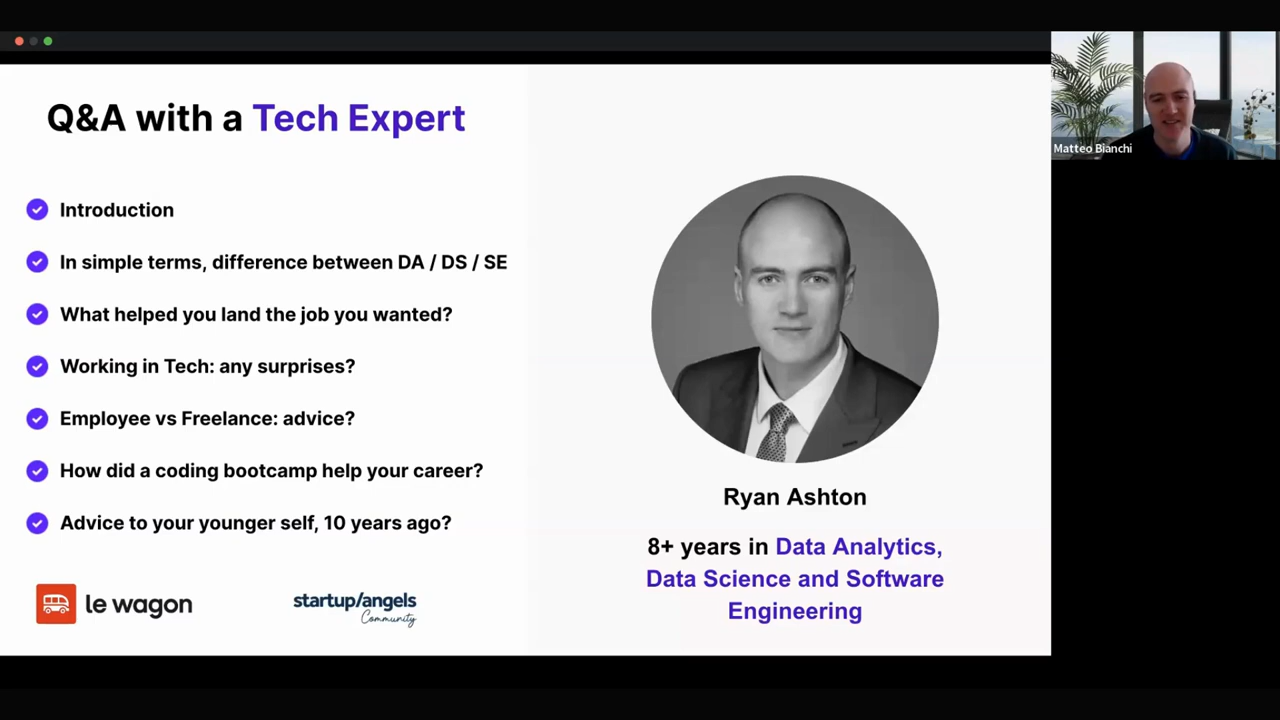 Q&A with a Tech Expert
Introduction
In simple terms, difference between DA / DS / SE
What helped you land the job you wanted?
Working in Tech: any surprises?
Employee vs Freelance: advice?
How did a coding bootcamp help your career?
Advice to your younger self, 10 years ago?
le wagon
startup/angels
Community
Ryan Ashton
8+ years in Data Analytics,
Data Science and Software
Engineering
Matteo Bianchi